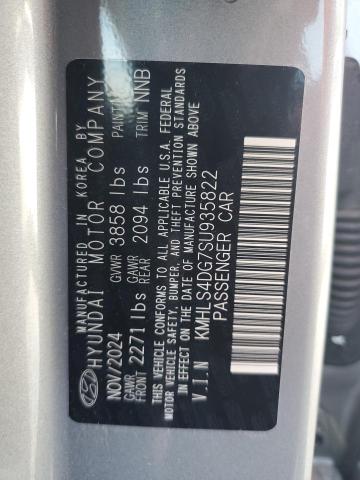 MANUFACTURED IN KOREA BY
HYUNDAI MOTOR COMPANY
NOV/2024 GVWR 3858 lbs PAINT
GAWR FRONT 2271lbs GAWR REAR 2094 lbs TRIM NNB
THIS VEHICLE CONFORMS TO ALL APPLICABLE U.S.A. FEDERAL
MOTOR VEHICLE SAFETY, BUMPER, AND THEFT PREVENTION STANDARDS
IN EFFECT ON THE DATE OF MANUFACTURE SHOWN ABOVE
V.I.N KMHLS4DG7SU935822
PASSENGER CAR